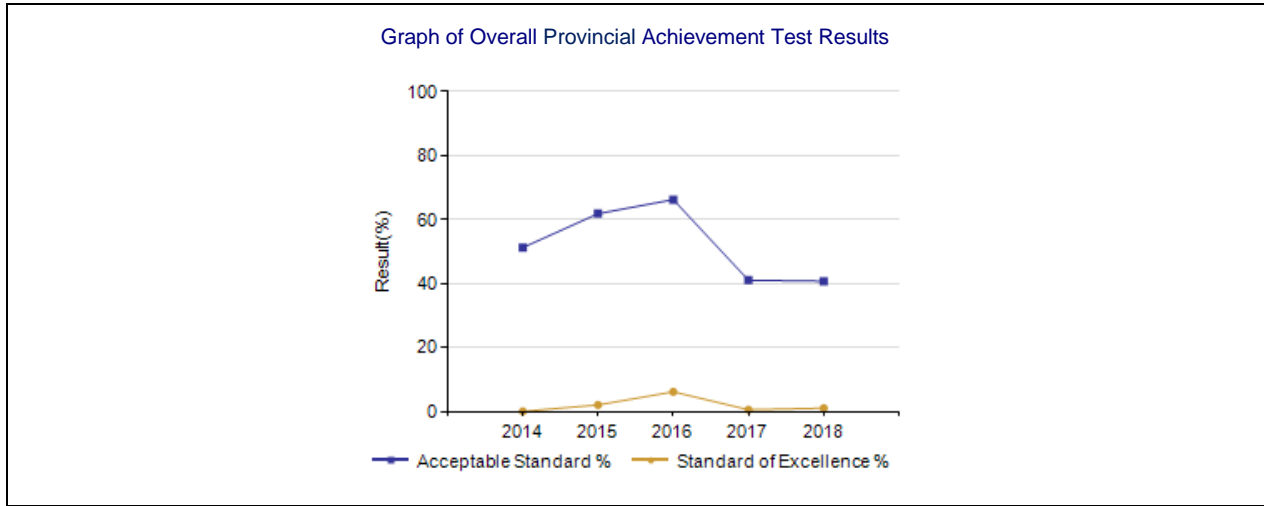 Graph of Overall Provincial Achievement Test Results
100
80
60
40
20
0
Result(%)
2014 2015 2016 2017 2018
Acceptable Standard % Standard of Excellence %